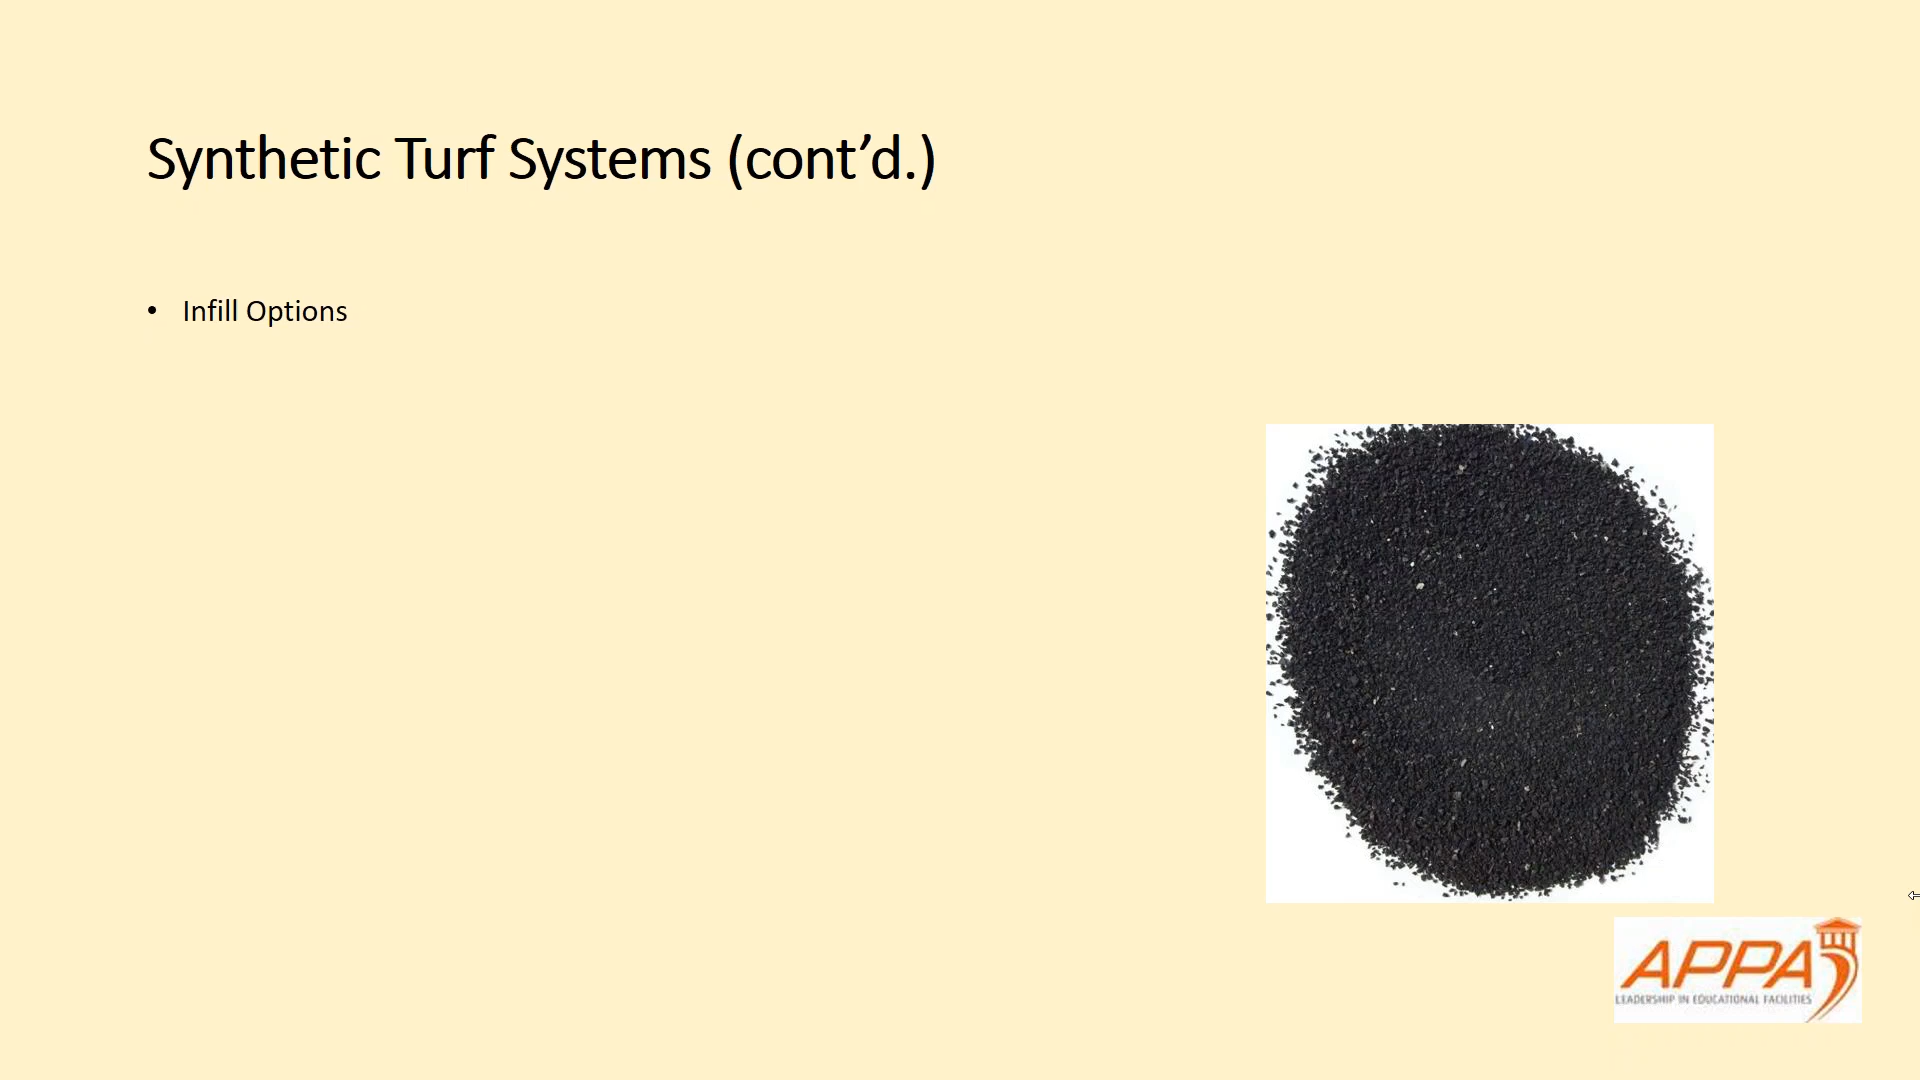 Synthetic Turf Systems (cont’d.)
• Infill Options
APPA
LEADERSHIP IN EDUCATIONAL FACILITIES